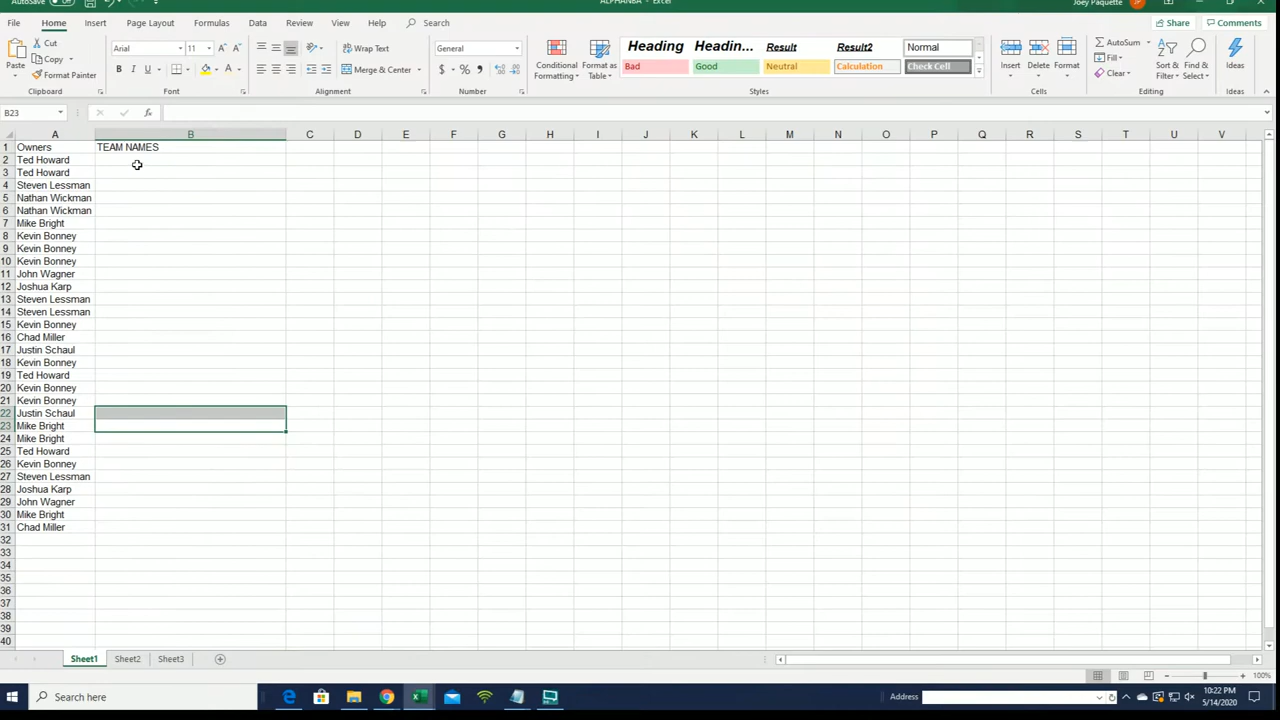 AutoSave Off
ALPHANBA - Excel
Joey Paquette JP
File Home Insert Page Layout Formulas Data Review View Help Search Share Comments
Paste
Cut
Copy
Format Painter
Clipboard
Arial 11
B I U
Font
Wrap Text
Merge & Center
Alignment
General
$ % 9
Number
Conditional Formatting
Format as Table
Heading Headin... Result Result2 Normal
Bad Good Neutral Calculation Check Cell
Styles
Insert Delete Format
Cells
AutoSum
Fill
Clear
Sort & Filter
Find & Select
Editing
Ideas
Ideas
B23 fx
A B C D E F G H I J K L M N O P Q R S T U V
1 Owners TEAM NAMES
2 Ted Howard
3 Ted Howard
4 Steven Lessman
5 Nathan Wickman
6 Nathan Wickman
7 Mike Bright
8 Kevin Bonney
9 Kevin Bonney
10 Kevin Bonney
11 John Wagner
12 Joshua Karp
13 Steven Lessman
14 Steven Lessman
15 Kevin Bonney
16 Chad Miller
17 Justin Schaul
18 Kevin Bonney
19 Ted Howard
20 Kevin Bonney
21 Kevin Bonney
22 Justin Schaul
23 Mike Bright
24 Mike Bright
25 Ted Howard
26 Kevin Bonney
27 Steven Lessman
28 Joshua Karp
29 John Wagner
30 Mike Bright
31 Chad Miller
32
33
34
35
36
37
38
39
40
Sheet1 Sheet2 Sheet3
100%
Search here
Address
10:22 PM
5/14/2020